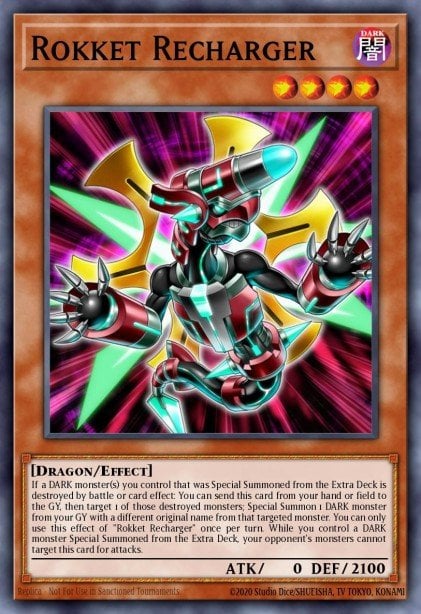 Rokket Recharger
DARK
闇
[Dragon/Effect]
If a DARK monster(s) you control that was Special Summoned from the Extra Deck is
destroyed by battle or card effect: You can send this card from your hand or field
to the GY, then target 1 of those destroyed monsters; Special Summon 1 DARK monster
from your GY with a different original name from that targeted monster. You can only
use this effect of "Rokket Recharger" once per turn. While you control a DARK
monster Special Summoned from the Extra Deck, your opponent's monsters cannot
target this card for attacks.
ATK/ 0 DEF/2100
Replica - Not For Use in Sanctioned Tournaments
©2020 Studio Dice/SHUEISHA, TV TOKYO, KONAMI